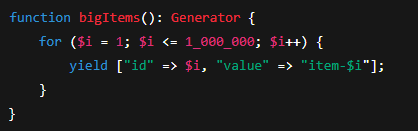 function bigItems(): Generator {
    for ($i = 1; $i <= 1_000_000; $i++) {
        yield ["id" => $i, "value" => "item-$i"];
    }
}